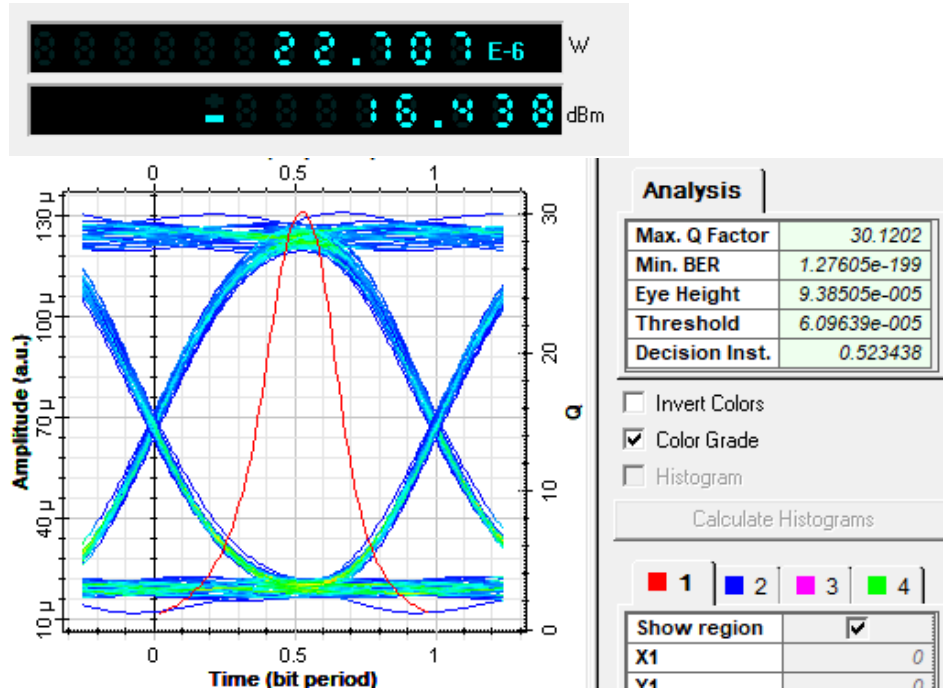 22.707 E-6 W
-16.438 dBm
0 0.5 1
130 µ
100 µ
70 µ
40 µ
10 µ
Amplitude (a.u.)
30
20
10
0
Q
0 0.5 1
Time (bit period)
Analysis
Max. Q Factor 30.1202
Min. BER 1.27605e-199
Eye Height 9.38505e-005
Threshold 6.09639e-005
Decision Inst. 0.523438
Invert Colors
Color Grade
Histogram
Calculate Histograms
1 2 3 4
Show region
X1 0
Y1 0